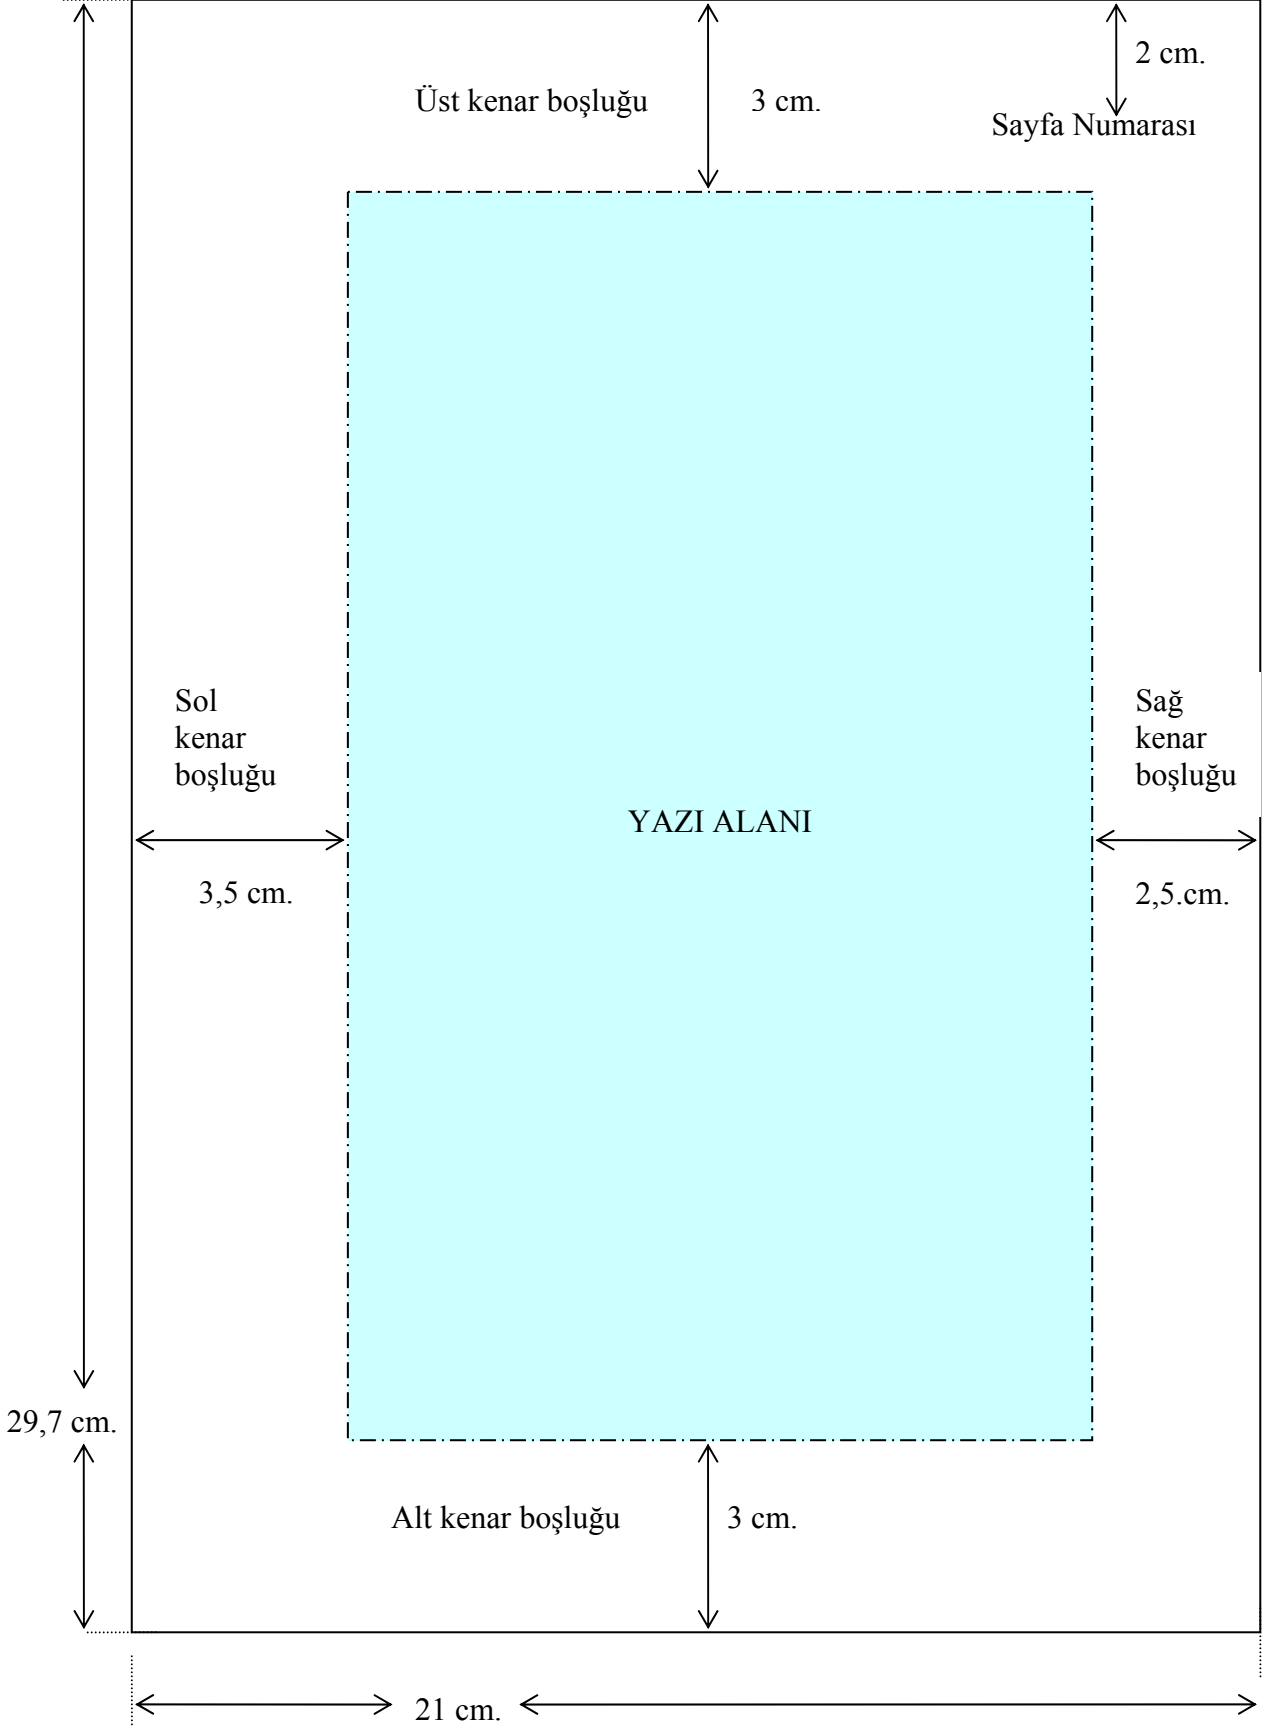 2 cm.
Üst kenar boşluğu 3 cm.
Sayfa Numarası
Sol
kenar
boşluğu
Sağ
kenar
boşluğu
YAZI ALANI
3,5 cm.
2,5.cm.
29,7 cm.
Alt kenar boşluğu 3 cm.
21 cm.